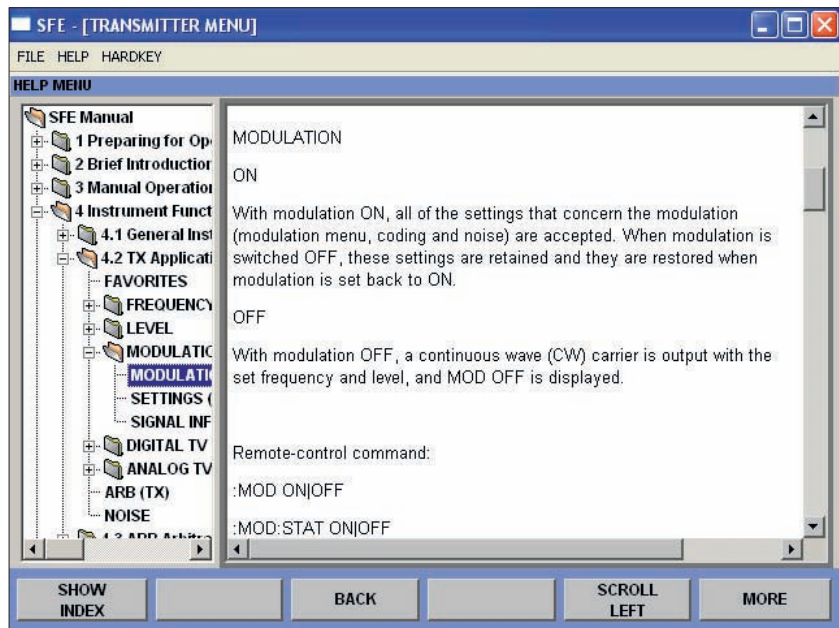 SFE - [TRANSMITTER MENU]
FILE HELP HARDKEY
HELP MENU
SFE Manual
1 Preparing for Op
2 Brief Introduction
3 Manual Operation
4 Instrument Funct
4.1 General Inst
4.2 TX Applicati
FAVORITES
FREQUENCY
LEVEL
MODULATIC
MODULATI
SETTINGS (
SIGNAL INF
DIGITAL TV
ANALOG TV
ARB (TX)
NOISE
MODULATION
ON
With modulation ON, all of the settings that concern the modulation
(modulation menu, coding and noise) are accepted. When modulation is
switched OFF, these settings are retained and they are restored when
modulation is set back to ON.
OFF
With modulation OFF, a continuous wave (CW) carrier is output with the
set frequency and level, and MOD OFF is displayed.
Remote-control command:
:MOD ON|OFF
:MOD:STAT ON|OFF
SHOW
INDEX
BACK
SCROLL
LEFT
MORE